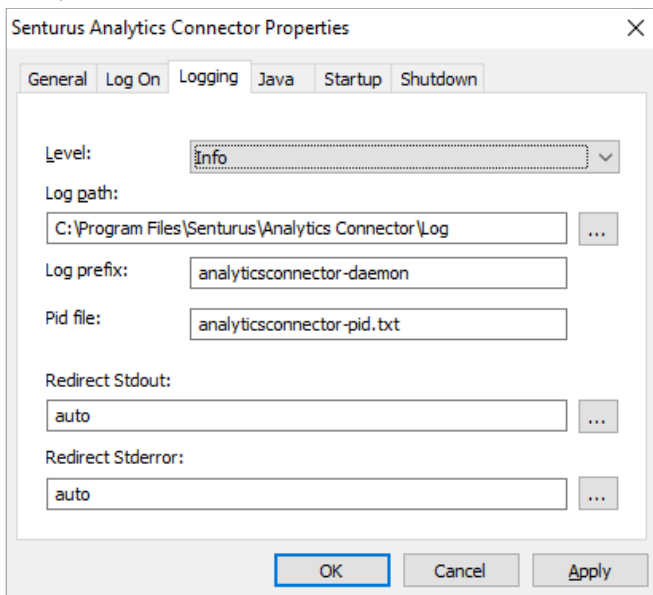 Senturus Analytics Connector Properties
General Log On Logging Java Startup Shutdown
Level: Info
Log path:
C:\Program Files\Senturus\Analytics Connector\Log ...
Log prefix: analyticsconnector-daemon
Pid file: analyticsconnector-pid.txt
Redirect Stdout:
auto ...
Redirect Stderror:
auto ...
OK Cancel Apply